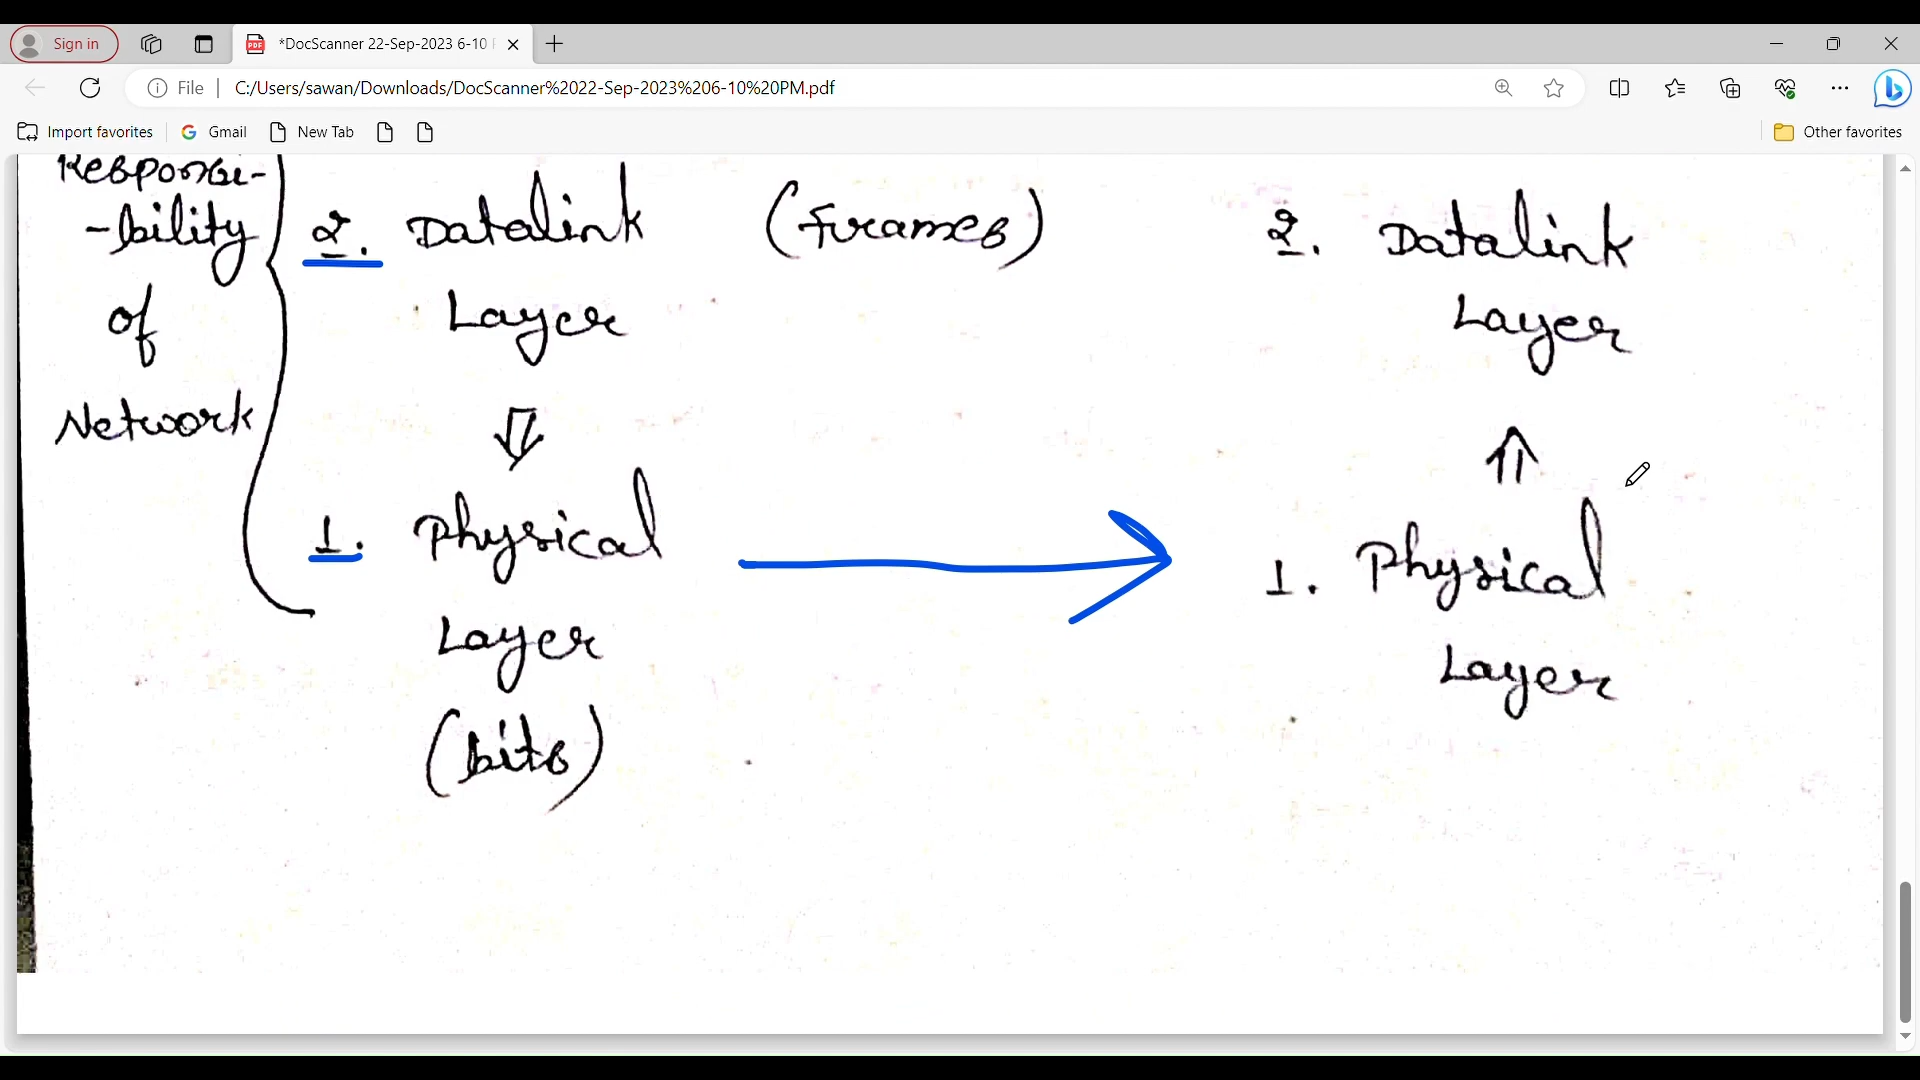 Sign in
*DocScanner 22-Sep-2023 6-10
File
C:/Users/sawan/Downloads/DocScanner%2022-Sep-2023%206-10%20PM.pdf
Import favorites
Gmail
New Tab
Other favorites
Responsi-
-bility
of
Network
2. Datalink
Layer
(frames)
1. Physical
Layer
(bits)
2. Datalink
Layer
1. Physical
Layer